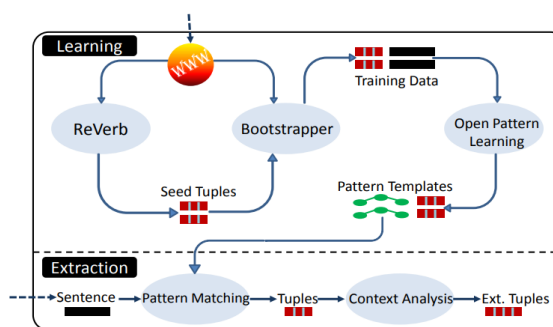 Learning
WWW
ReVerb
Bootstrapper
Training Data
Open Pattern
Learning
Seed Tuples
Pattern Templates
Extraction
Sentence
Pattern Matching
Tuples
Context Analysis
Ext. Tuples